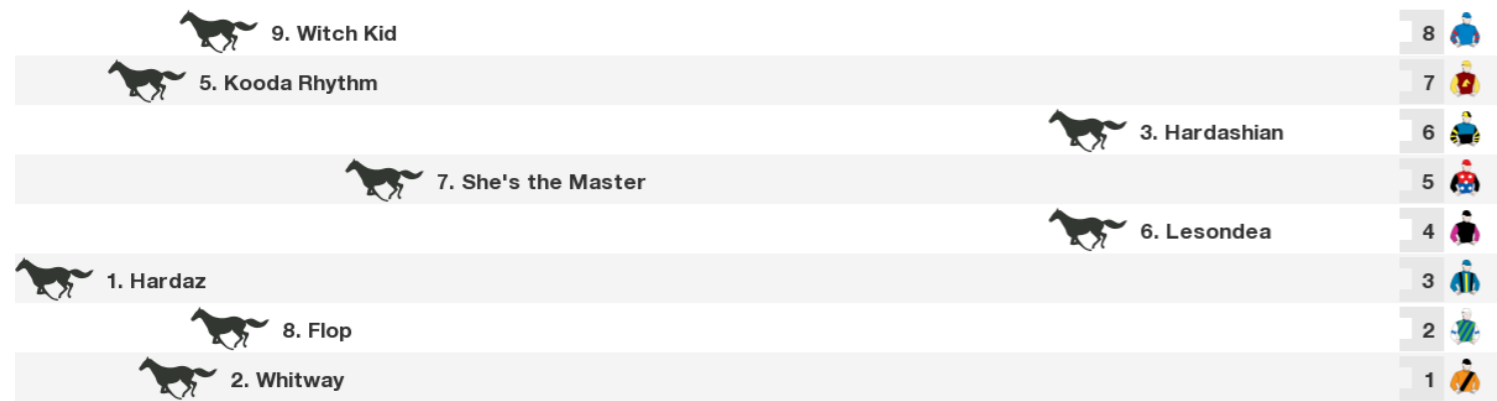 9. Witch Kid 8
5. Kooda Rhythm 7
3. Hardashian 6
7. She's the Master 5
6. Lesondea 4
1. Hardaz 3
8. Flop 2
2. Whitway 1